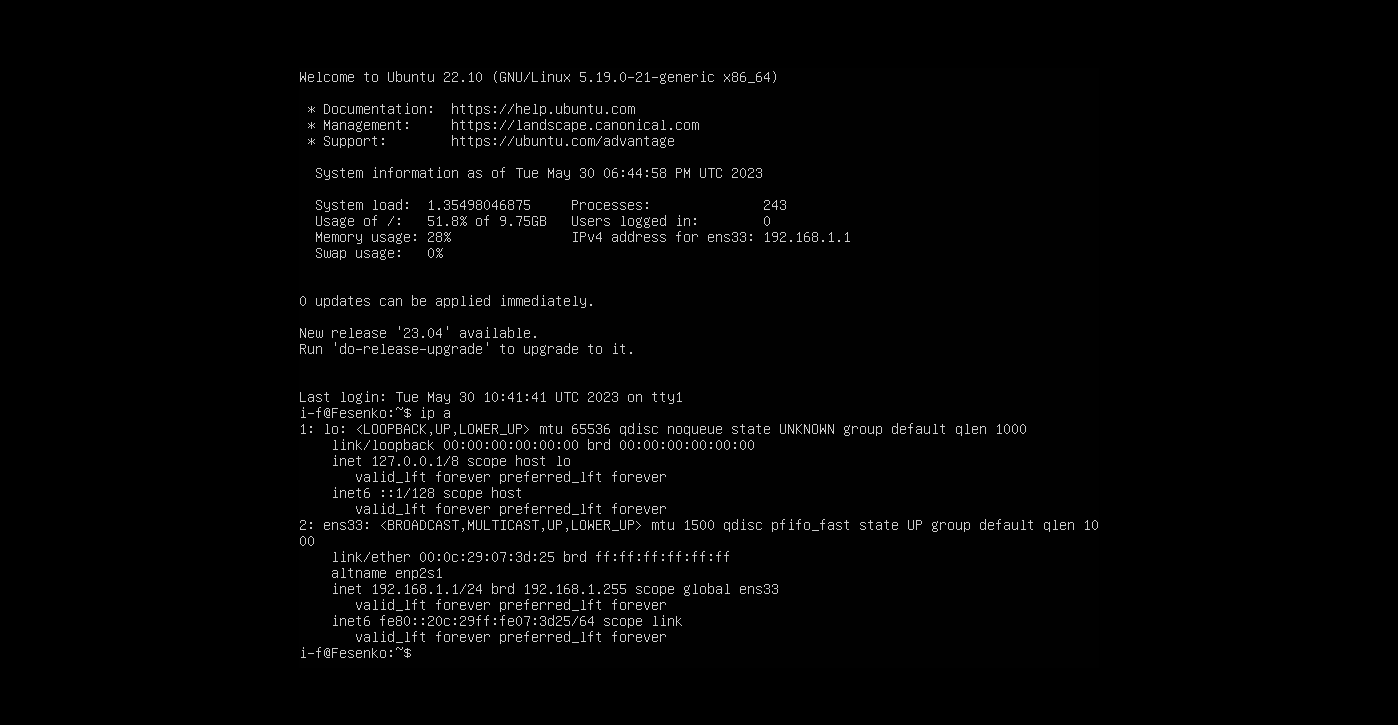 Welcome to Ubuntu 22.10 (GNU/Linux 5.19.0-21-generic x86_64)
* Documentation:  https://help.ubuntu.com
* Management:     https://landscape.canonical.com
* Support:        https://ubuntu.com/advantage
System information as of Tue May 30 06:44:58 PM UTC 2023
System load:  1.35498046875     Processes:              243
Usage of /:   51.8% of 9.75GB   Users logged in:        0
Memory usage: 28%               IPv4 address for ens33: 192.168.1.1
Swap usage:   0%
0 updates can be applied immediately.
New release '23.04' available.
Run 'do-release-upgrade' to upgrade to it.
Last login: Tue May 30 10:41:41 UTC 2023 on tty1
i-f@Fesenko:~$ ip a
1: lo: <LOOPBACK,UP,LOWER_UP> mtu 65536 qdisc noqueue state UNKNOWN group default qlen 1000
link/loopback 00:00:00:00:00:00 brd 00:00:00:00:00:00
inet 127.0.0.1/8 scope host lo
valid_lft forever preferred_lft forever
inet6 ::1/128 scope host
valid_lft forever preferred_lft forever
2: ens33: <BROADCAST,MULTICAST,UP,LOWER_UP> mtu 1500 qdisc pfifo_fast state UP group default qlen 10
00
link/ether 00:0c:29:07:3d:25 brd ff:ff:ff:ff:ff:ff
altname enp2s1
inet 192.168.1.1/24 brd 192.168.1.255 scope global ens33
valid_lft forever preferred_lft forever
inet6 fe80::20c:29ff:fe07:3d25/64 scope link
valid_lft forever preferred_lft forever
i-f@Fesenko:~$